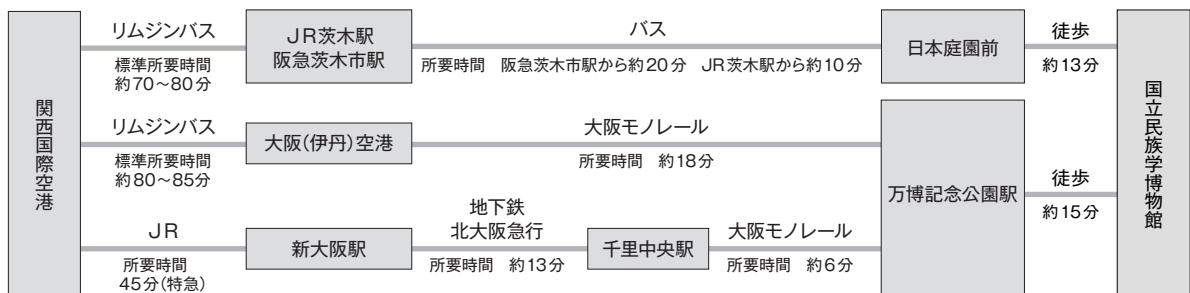 関西国際空港
リムジンバス
標準所要時間
約70～80分
JR茨木駅
阪急茨木市駅
バス
所要時間　阪急茨木市駅から約20分　JR茨木駅から約10分
日本庭園前
徒歩
約13分
リムジンバス
標準所要時間
約80～85分
大阪(伊丹)空港
大阪モノレール
所要時間　約18分
JR
所要時間
45分(特急)
新大阪駅
地下鉄
北大阪急行
所要時間　約13分
千里中央駅
大阪モノレール
所要時間　約6分
万博記念公園駅
徒歩
約15分
国立民族学博物館